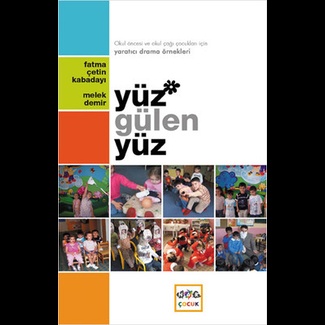 Okul öncesi ve okul çağı çocukları için
yaratıcı drama örnekleri
fatma
çetin
kabadayı
melek
demir
yüz*
gülen
yüz
NAR
ÇOCUK